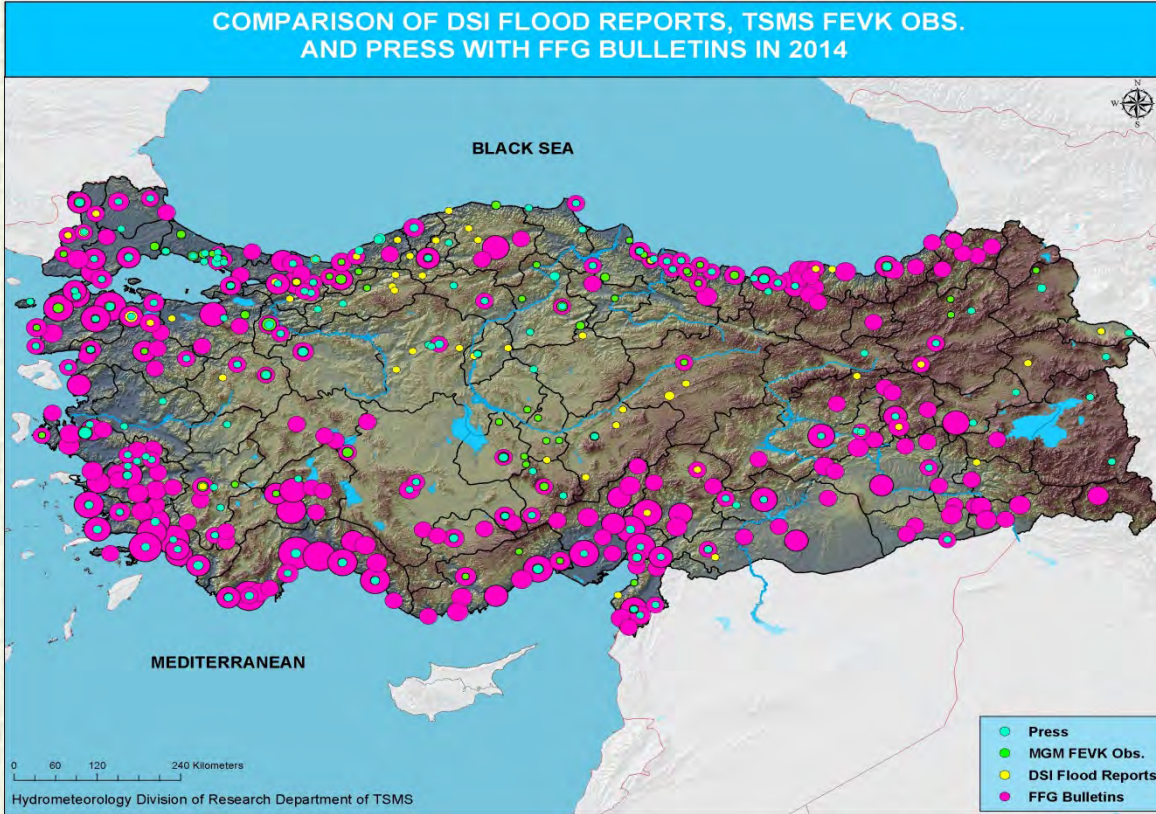 COMPARISON OF DSI FLOOD REPORTS, TSMS FEVK OBS.
AND PRESS WITH FFG BULLETINS IN 2014
N
W
S
BLACK SEA
MEDITERRANEAN
Press
MGM FEVK Obs.
DSI Flood Reports
FFG Bulletins
0 60 120 240 Kilometers
Hydrometeorology Division of Research Department of TSMS